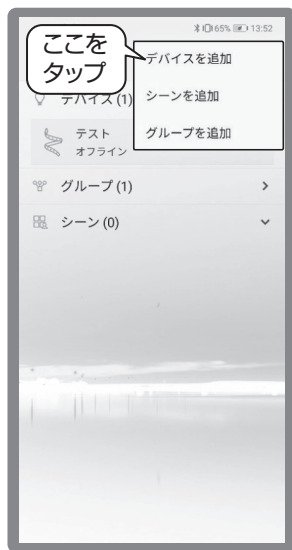 65% 13:52
ここを
タップ
デバイスを追加
デバイス (1)
シーンを追加
テスト
オフライン
グループを追加
グループ (1)
シーン (0)